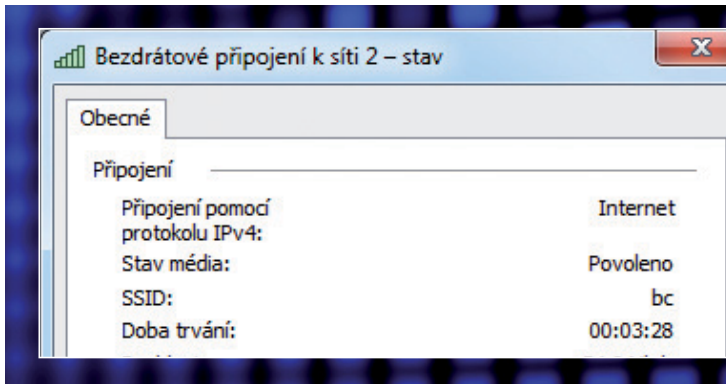 Bezdrátové připojení k síti 2 – stav
Obecné
Připojení
Připojení pomocí protokolu IPv4: Internet
Stav média: Povoleno
SSID: bc
Doba trvání: 00:03:28